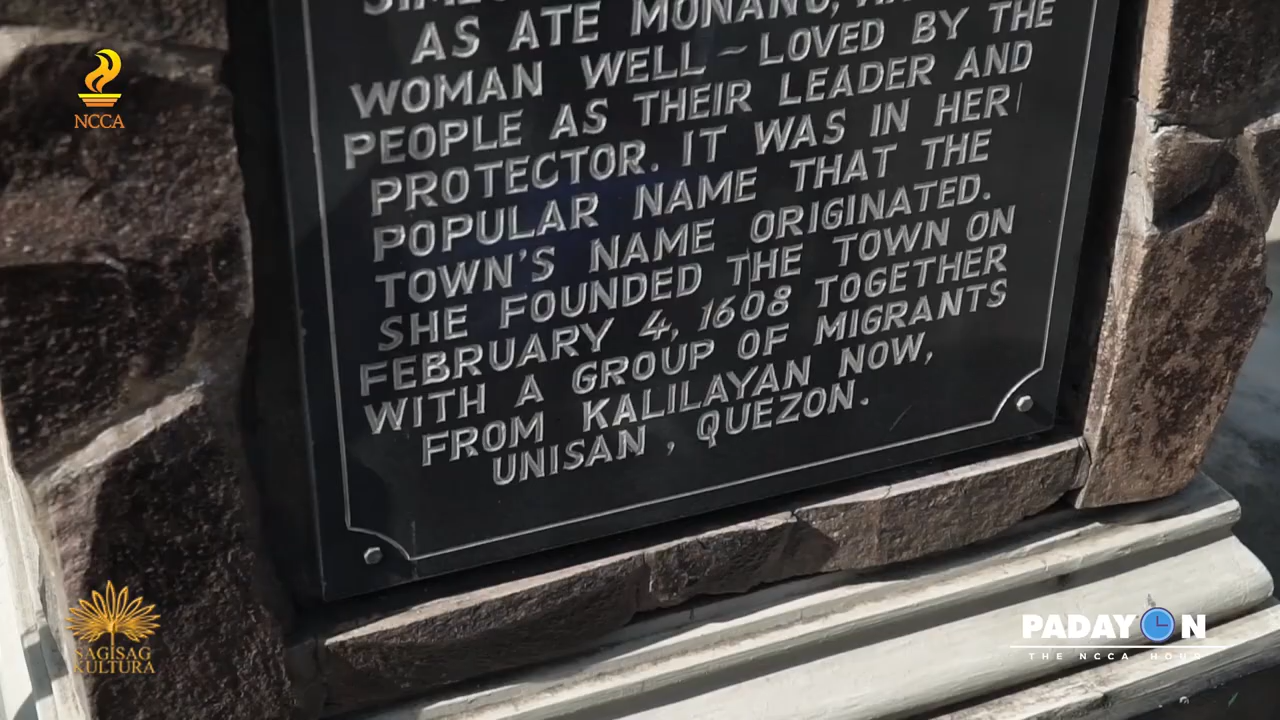 AS ATE MONANG,
WOMAN WELL-LOVED BY THE
PEOPLE AS THEIR LEADER AND
PROTECTOR. IT WAS IN HER
POPULAR NAME THAT THE
TOWN'S NAME ORIGINATED.
SHE FOUNDED THE TOWN ON
FEBRUARY 4, 1608 TOGETHER
WITH A GROUP OF MIGRANTS
FROM KALILAYAN NOW,
UNISAN, QUEZON.
NCCA
SAGISAG
KULTURA
PADAYON
THE NCCA HOUR